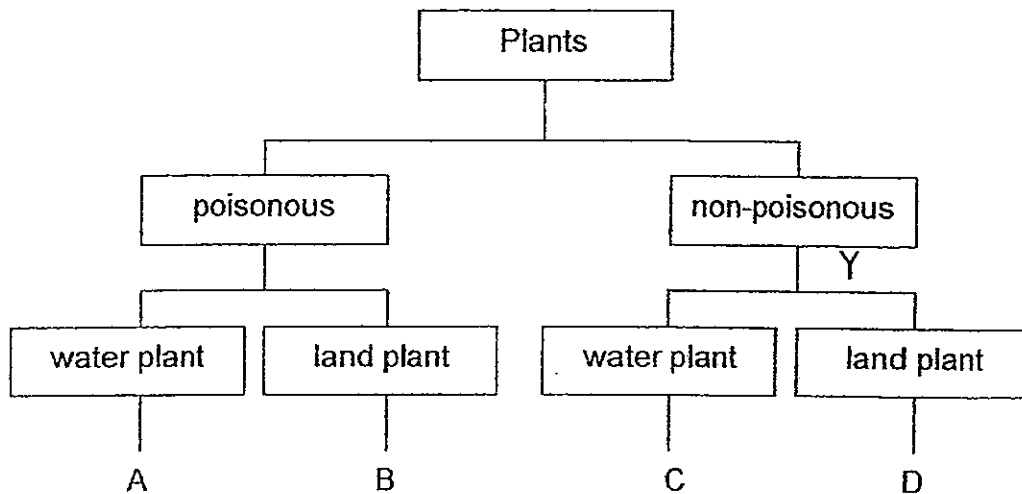 Plants
poisonous
non-poisonous
Y
water plant
land plant
water plant
land plant
A
B
C
D